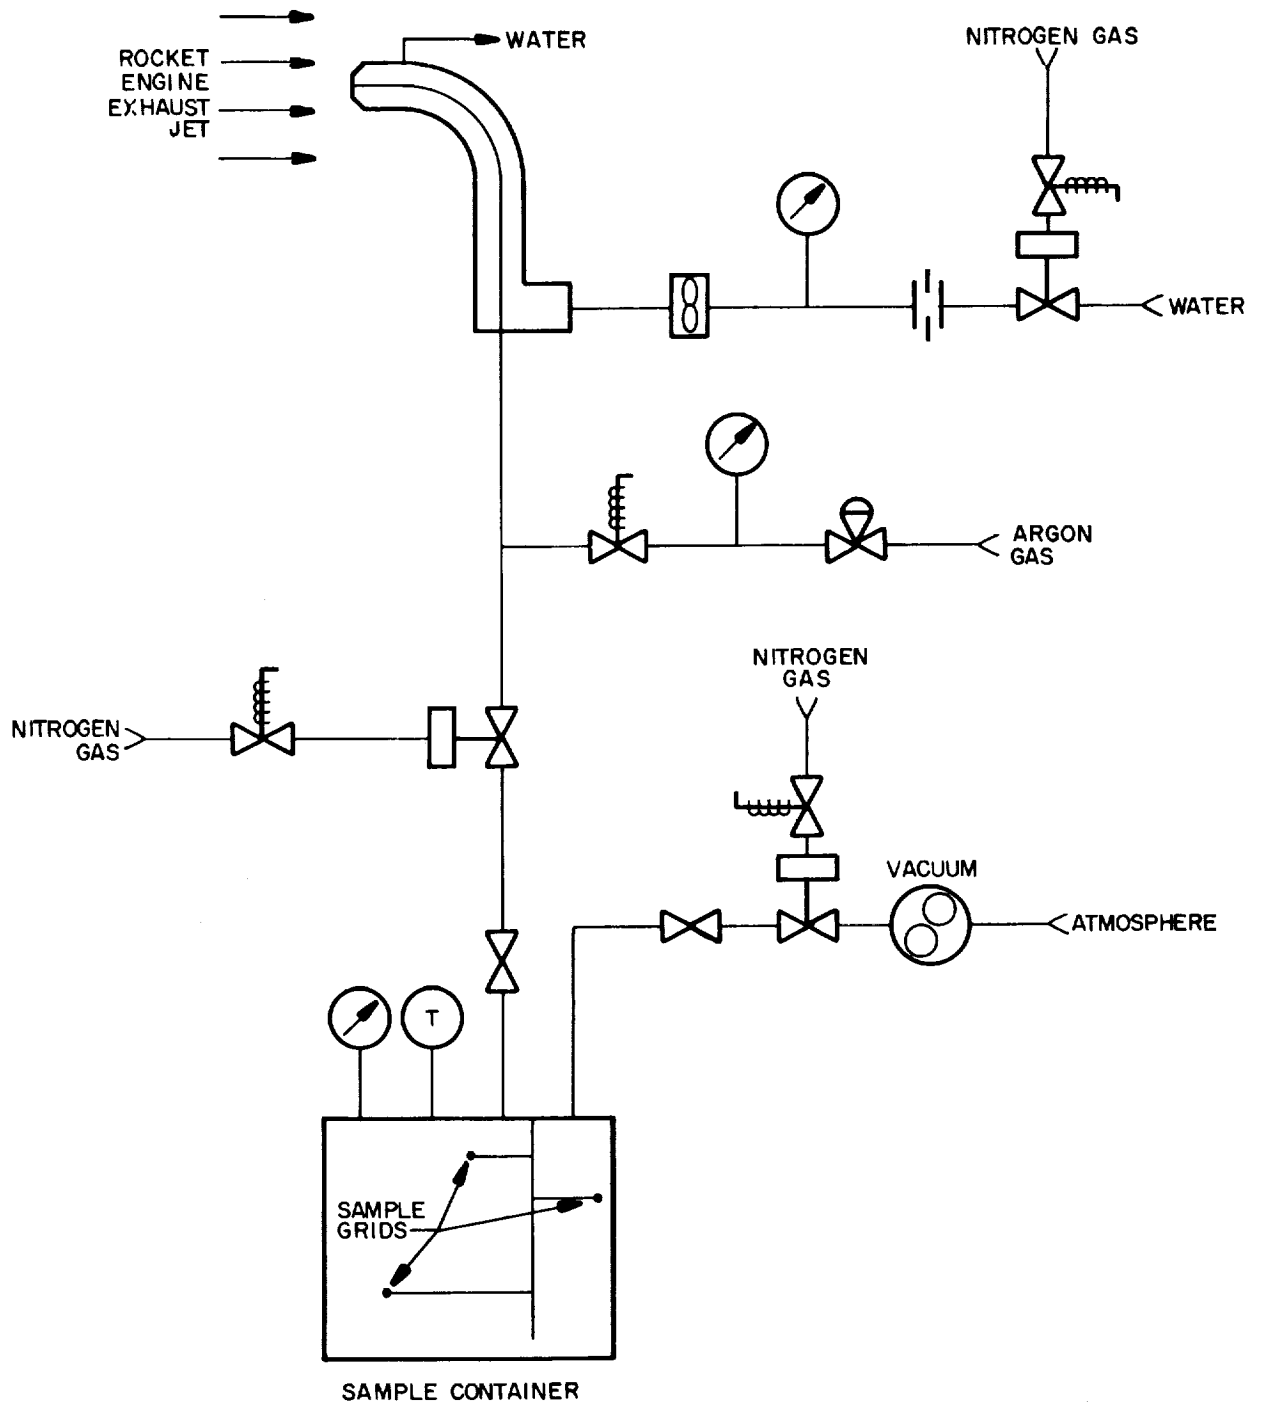 WATER
NITROGEN GAS
ROCKET
ENGINE
EXHAUST
JET
WATER
ARGON
GAS
NITROGEN
GAS
NITROGEN
GAS
VACUUM
ATMOSPHERE
T
SAMPLE
GRIDS
SAMPLE CONTAINER